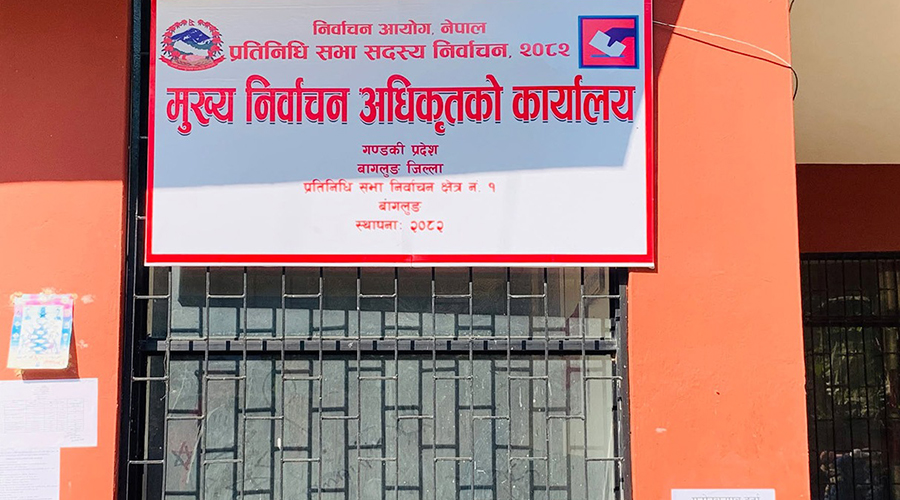 निर्वाचन आयोग, नेपाल
प्रतिनिधि सभा सदस्य निर्वाचन, २०८२
मुख्य निर्वाचन अधिकृतको कार्यालय
गण्डकी प्रदेश
बागलुङ जिल्ला
प्रतिनिधि सभा निर्वाचन क्षेत्र नं. १
बागलुङ
स्थापनाः २०८२